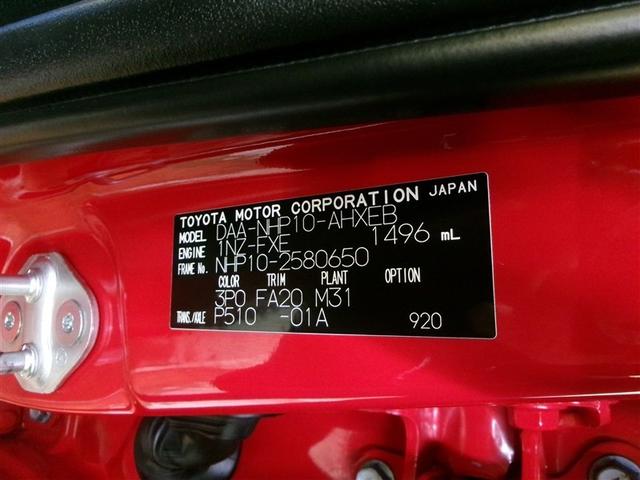 TOYOTA MOTOR CORPORATION JAPAN
MODEL DAA-NHP10-AHXEB
ENGINE 1NZ-FXE 1496 mL
FRAME No. NHP10-2580650
COLOR TRIM PLANT OPTION
3P0 FA20 M31
TRANS./AXLE P510 -01A 920